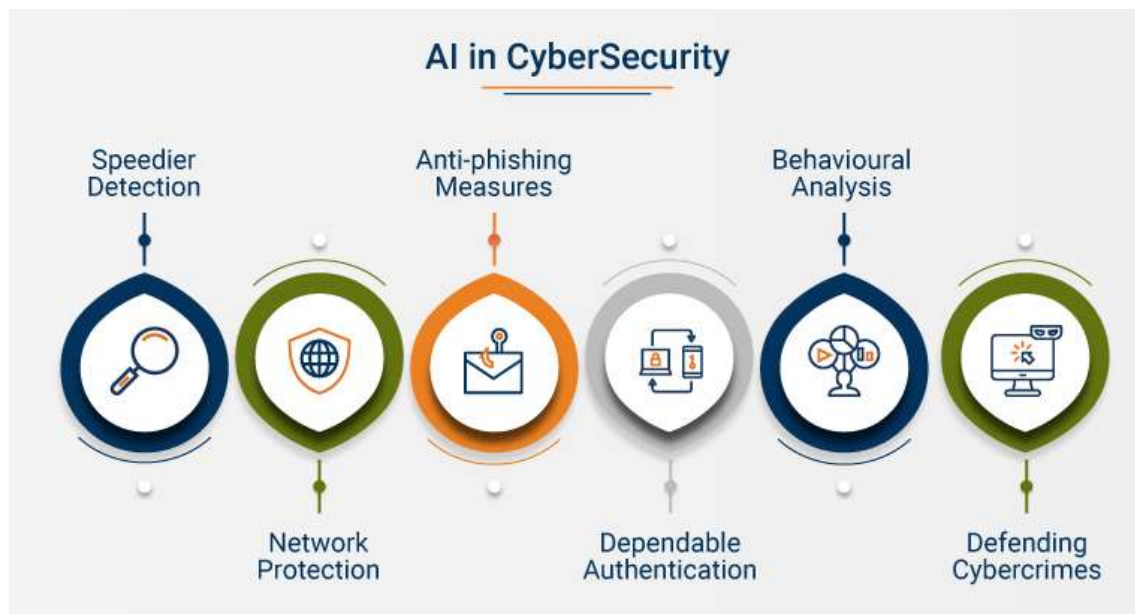 AI in CyberSecurity
Speedier
Detection
Anti-phishing
Measures
Behavioural
Analysis
Network
Protection
Dependable
Authentication
Defending
Cybercrimes